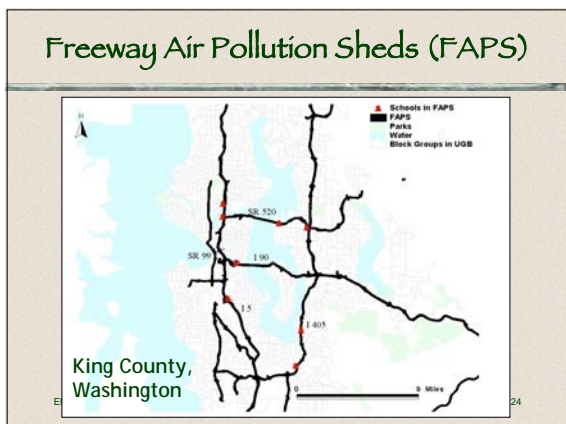 Freeway Air Pollution Sheds (FAPS)
N
Schools in FAPS
FAPS
Parks
Water
Block Groups in UGB
SR 520
SR 99
I 90
I 5
I 405
King County,
Washington
0 9 Miles
24